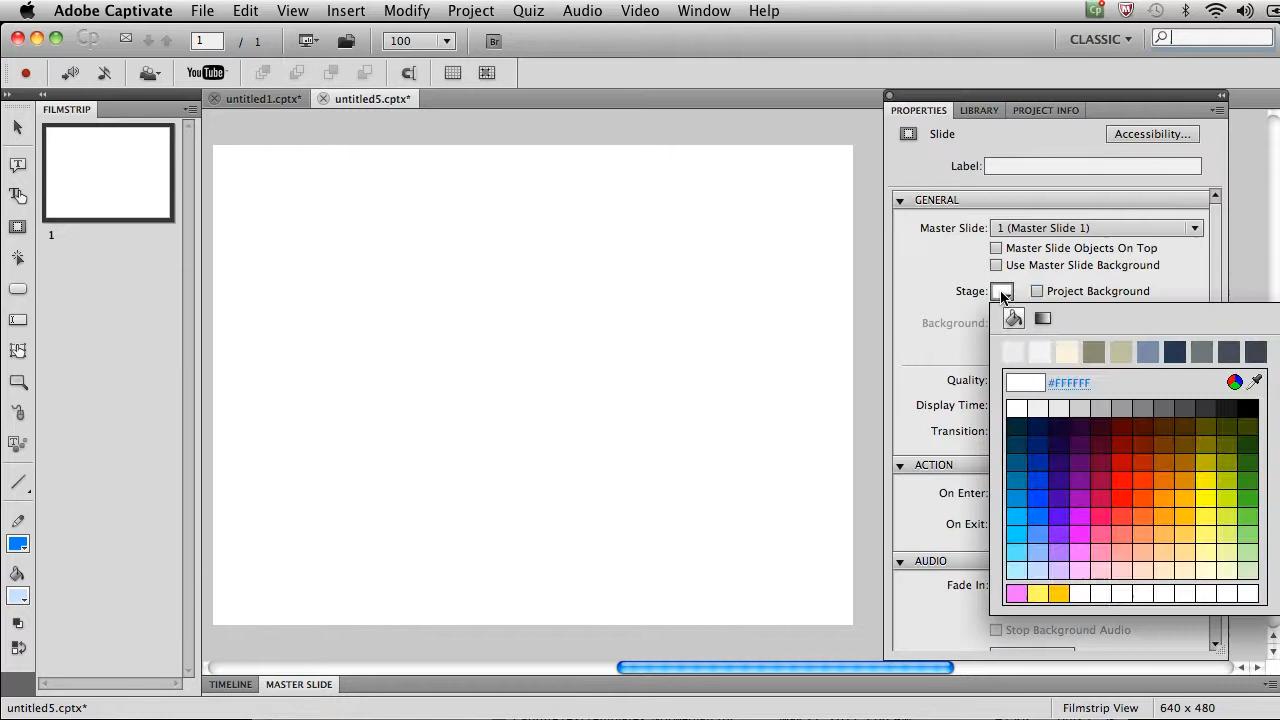 Adobe Captivate File Edit View Insert Modify Project Quiz Audio Video Window Help
Cp
Cp 1 / 1 100 Br CLASSIC
YouTube
FILMSTRIP
untitled1.cptx*
untitled5.cptx*
PROPERTIES LIBRARY PROJECT INFO
Slide Accessibility...
Label:
GENERAL
Master Slide: 1 (Master Slide 1)
Master Slide Objects On Top
Use Master Slide Background
Stage: Project Background
Background:
#FFFFFF
Quality:
Display Time:
Transition:
ACTION
On Enter:
On Exit:
AUDIO
Fade In:
Stop Background Audio
1
TIMELINE MASTER SLIDE
untitled5.cptx* Filmstrip View 640 x 480